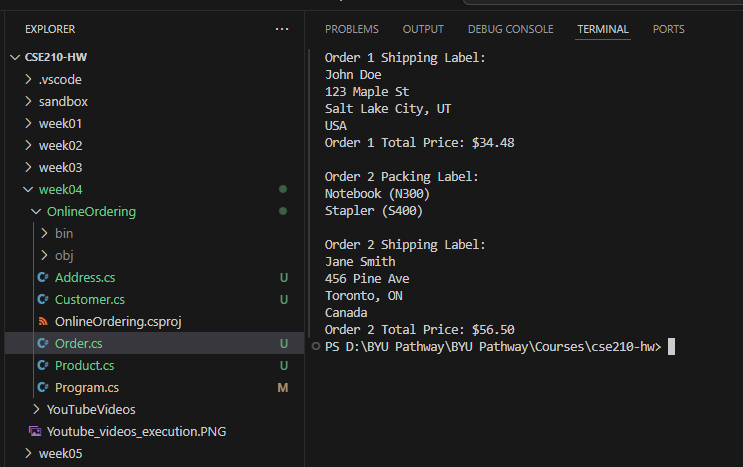 EXPLORER
CSE210-HW
.vscode
sandbox
week01
week02
week03
week04
OnlineOrdering
bin
obj
Address.cs U
Customer.cs U
OnlineOrdering.csproj
Order.cs U
Product.cs U
Program.cs M
YouTubeVideos
Youtube_videos_execution.PNG
week05
PROBLEMS OUTPUT DEBUG CONSOLE TERMINAL PORTS
Order 1 Shipping Label:
John Doe
123 Maple St
Salt Lake City, UT
USA
Order 1 Total Price: $34.48
Order 2 Packing Label:
Notebook (N300)
Stapler (S400)
Order 2 Shipping Label:
Jane Smith
456 Pine Ave
Toronto, ON
Canada
Order 2 Total Price: $56.50
PS D:\BYU Pathway\BYU Pathway\Courses\cse210-hw>